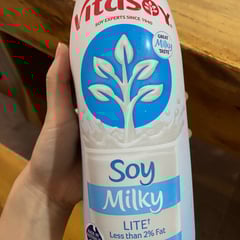 Vitasoy
SOY EXPERTS SINCE 1940
GREAT
Milky
TASTE
Soy
Milky
LITE†
Less than 2% Fat